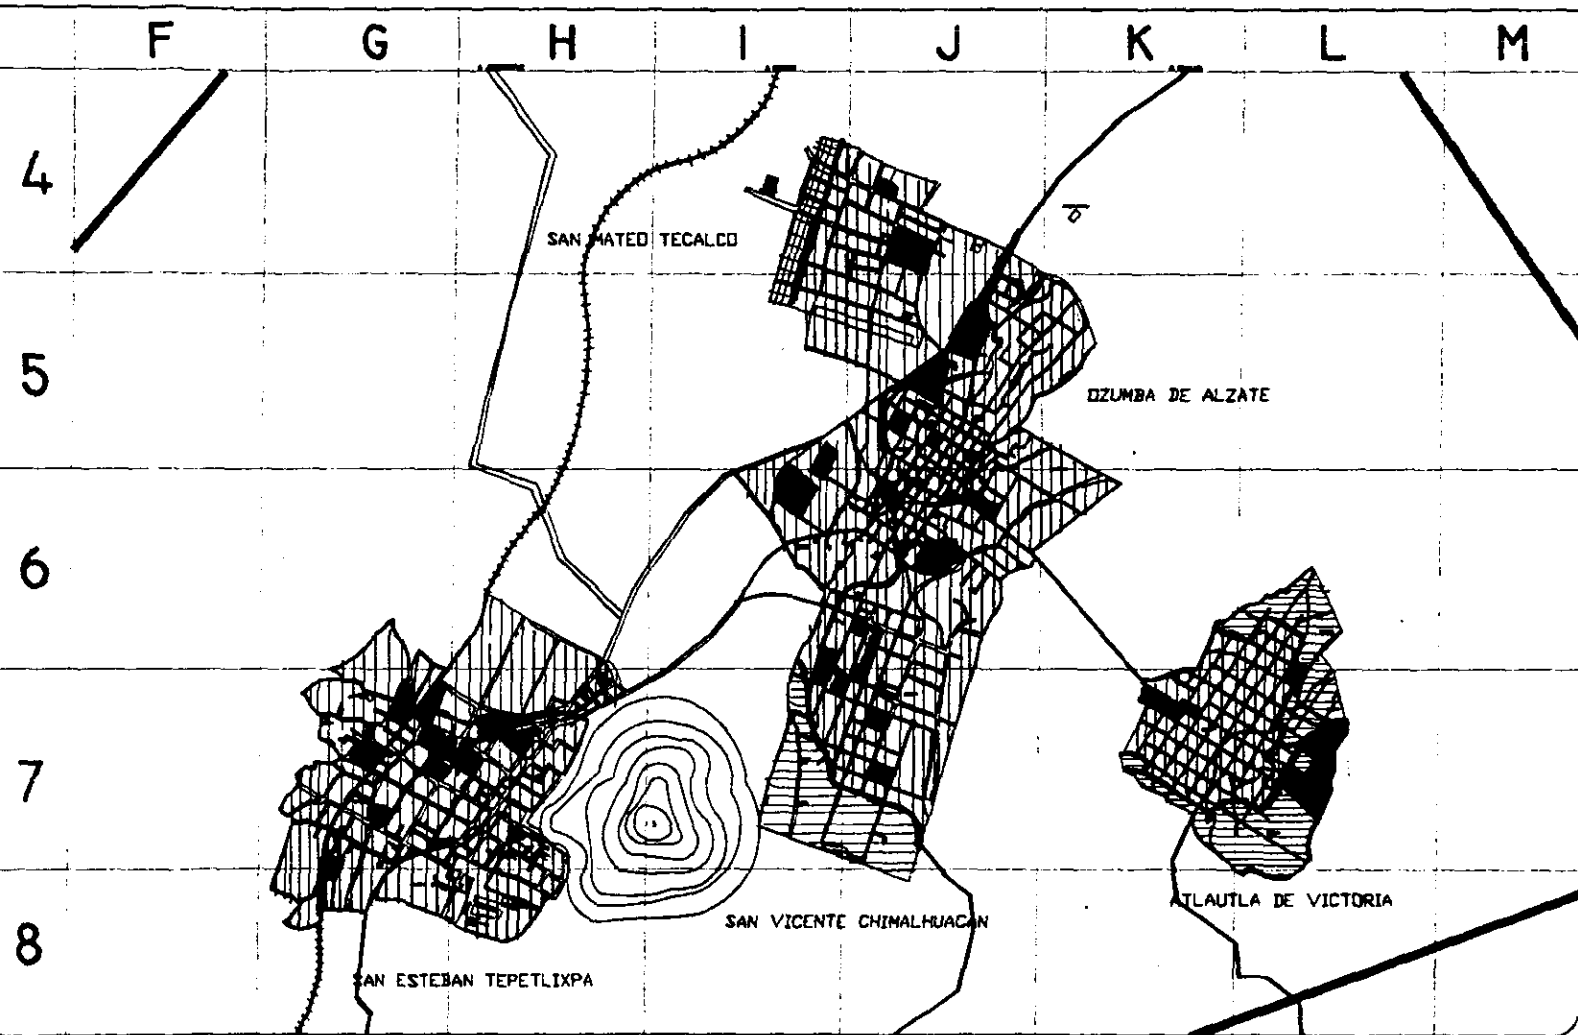 F G H I J K L M
4
SAN MATEO TECALCO
5
OZUMBA DE ALZATE
6
7
ATLAUTLA DE VICTORIA
SAN VICENTE CHIMALHUACAN
8
SAN ESTEBAN TEPETLIXPA